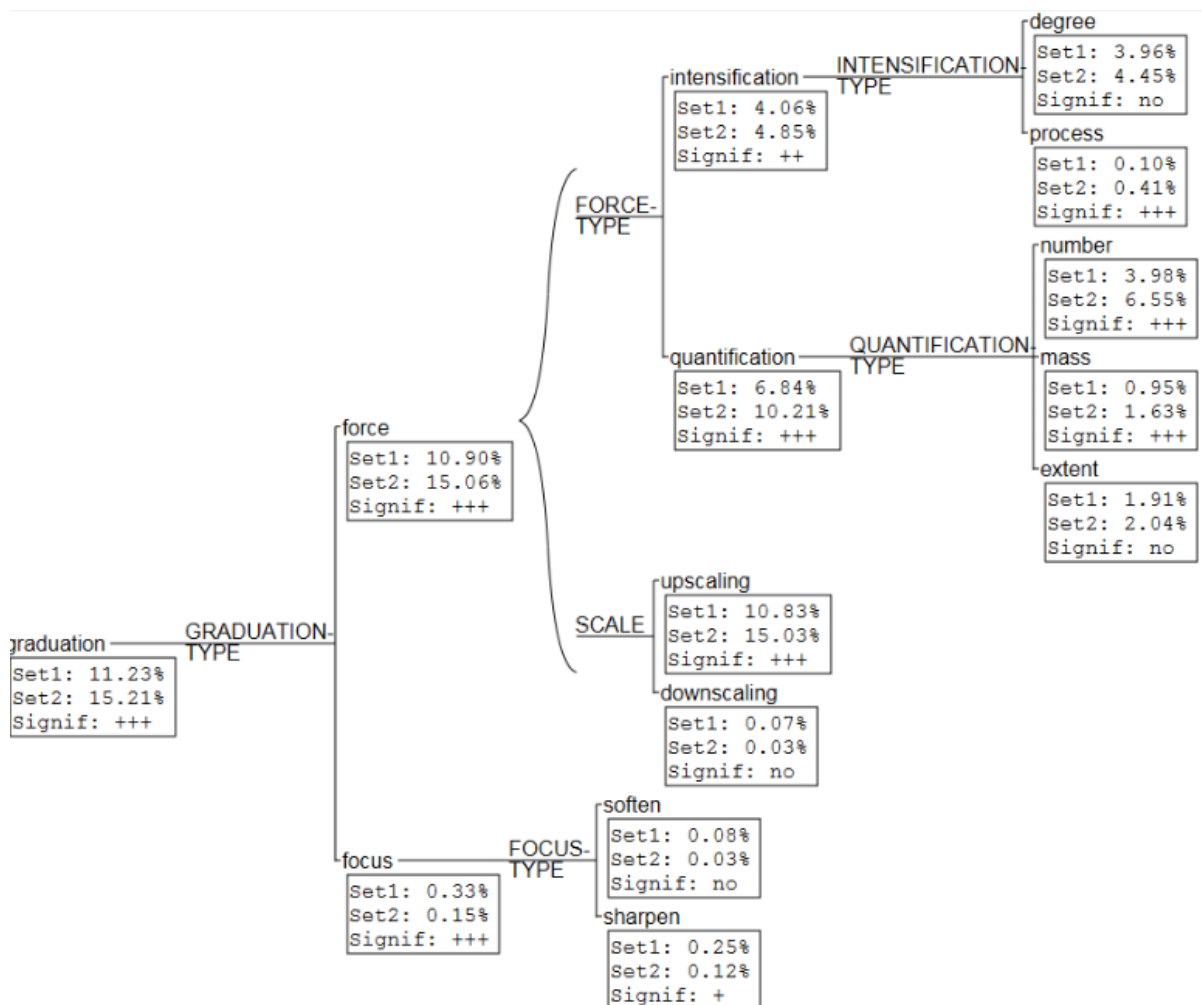 degree
Set1: 3.96%
Set2: 4.45%
Signif: no
INTENSIFICATION-
TYPE
intensification
Set1: 4.06%
Set2: 4.85%
Signif: ++
process
Set1: 0.10%
Set2: 0.41%
Signif: +++
FORCE-
TYPE
number
Set1: 3.98%
Set2: 6.55%
Signif: +++
QUANTIFICATION-
TYPE
quantification
Set1: 6.84%
Set2: 10.21%
Signif: +++
mass
Set1: 0.95%
Set2: 1.63%
Signif: +++
extent
Set1: 1.91%
Set2: 2.04%
Signif: no
force
Set1: 10.90%
Set2: 15.06%
Signif: +++
upscaling
Set1: 10.83%
Set2: 15.03%
Signif: +++
SCALE
downscaling
Set1: 0.07%
Set2: 0.03%
Signif: no
graduation
Set1: 11.23%
Set2: 15.21%
Signif: +++
GRADUATION-
TYPE
soften
Set1: 0.08%
Set2: 0.03%
Signif: no
FOCUS-
TYPE
focus
Set1: 0.33%
Set2: 0.15%
Signif: +++
sharpen
Set1: 0.25%
Set2: 0.12%
Signif: +